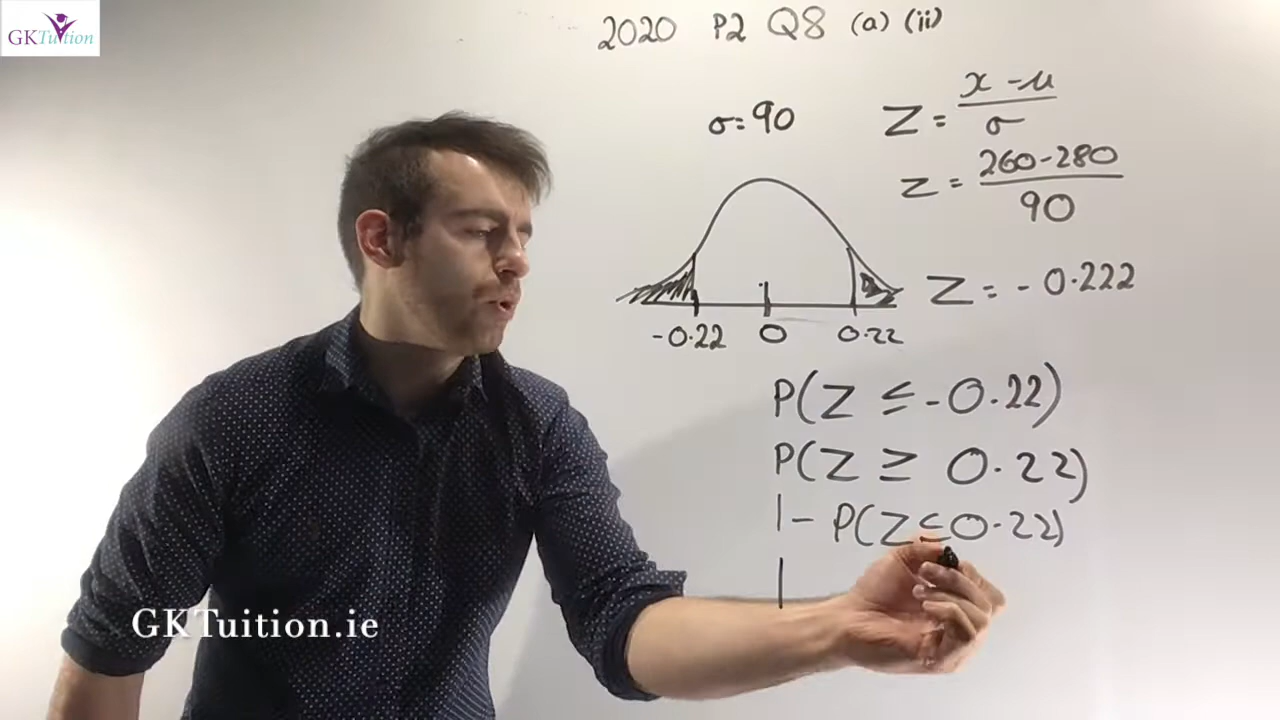 GKTuition
2020 P2 Q8 (a) (ii)
σ=90
Z = x-μ / σ
Z = 260-280 / 90
Z = -0.222
-0.22 0 0.22
P(Z ≤ -0.22)
P(Z ≥ 0.22)
1 - P(Z ≤ 0.22)
1
GKTuition.ie